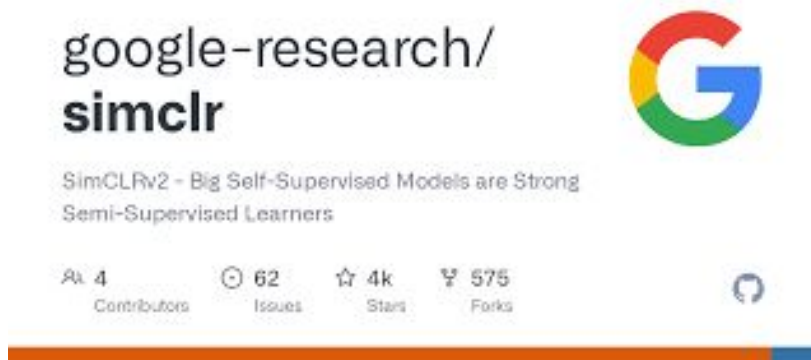 google-research/
simclr
SimCLRv2 - Big Self-Supervised Models are Strong
Semi-Supervised Learners
4 62 4k 575
Contributors Issues Stars Forks